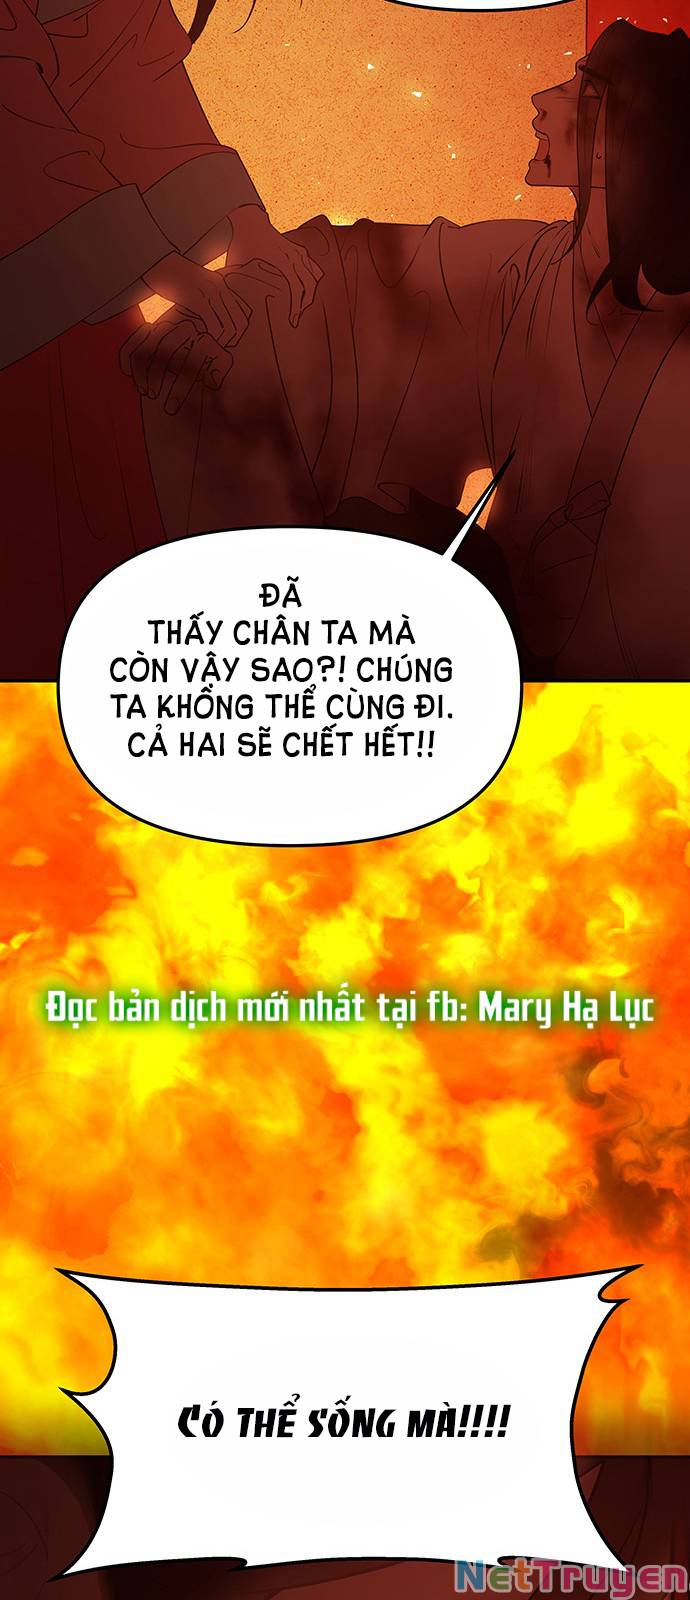 ĐÃ
THẤY CHÂN TA MÀ
CÒN VẬY SAO?! CHÚNG
TA KHÔNG THỂ CÙNG ĐI.
CẢ HAI SẼ CHẾT HẾT!!
Đọc bản dịch mới nhất tại fb: Mary Hạ Lục
CÓ THỂ SỐNG MÀ!!!!
NETTRUYEN